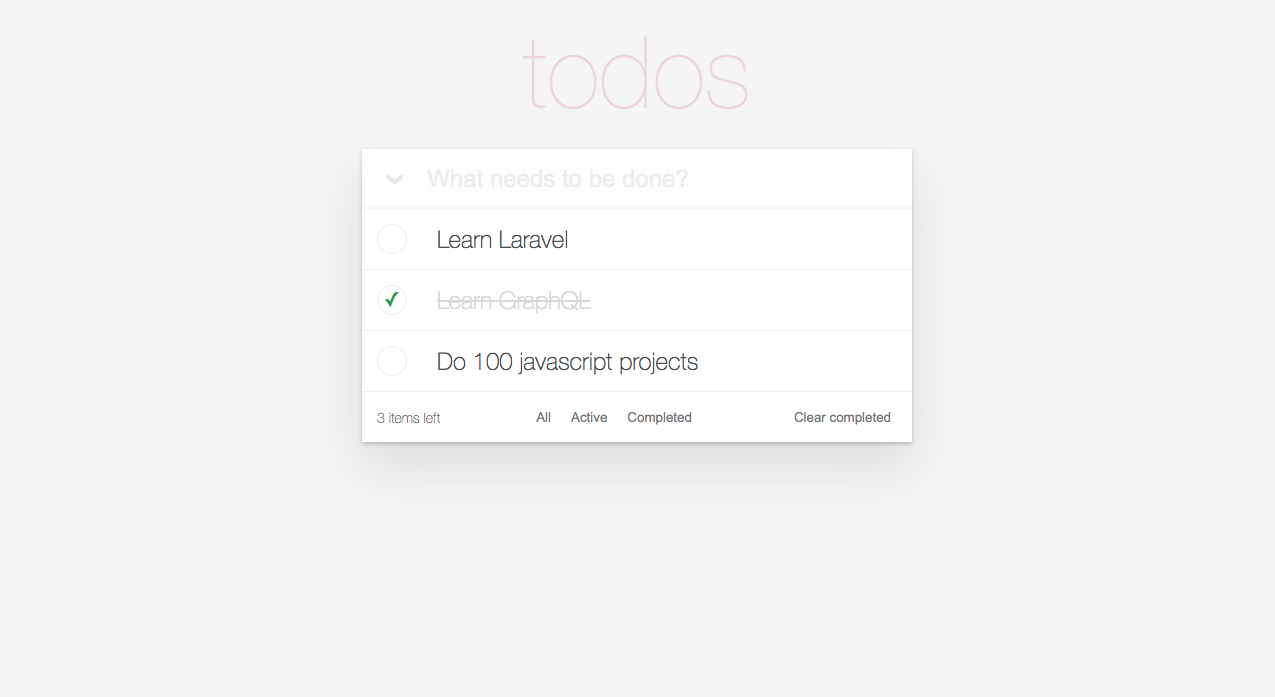 todos
What needs to be done?
Learn Laravel
Learn GraphQL
Do 100 javascript projects
3 items left All Active Completed Clear completed